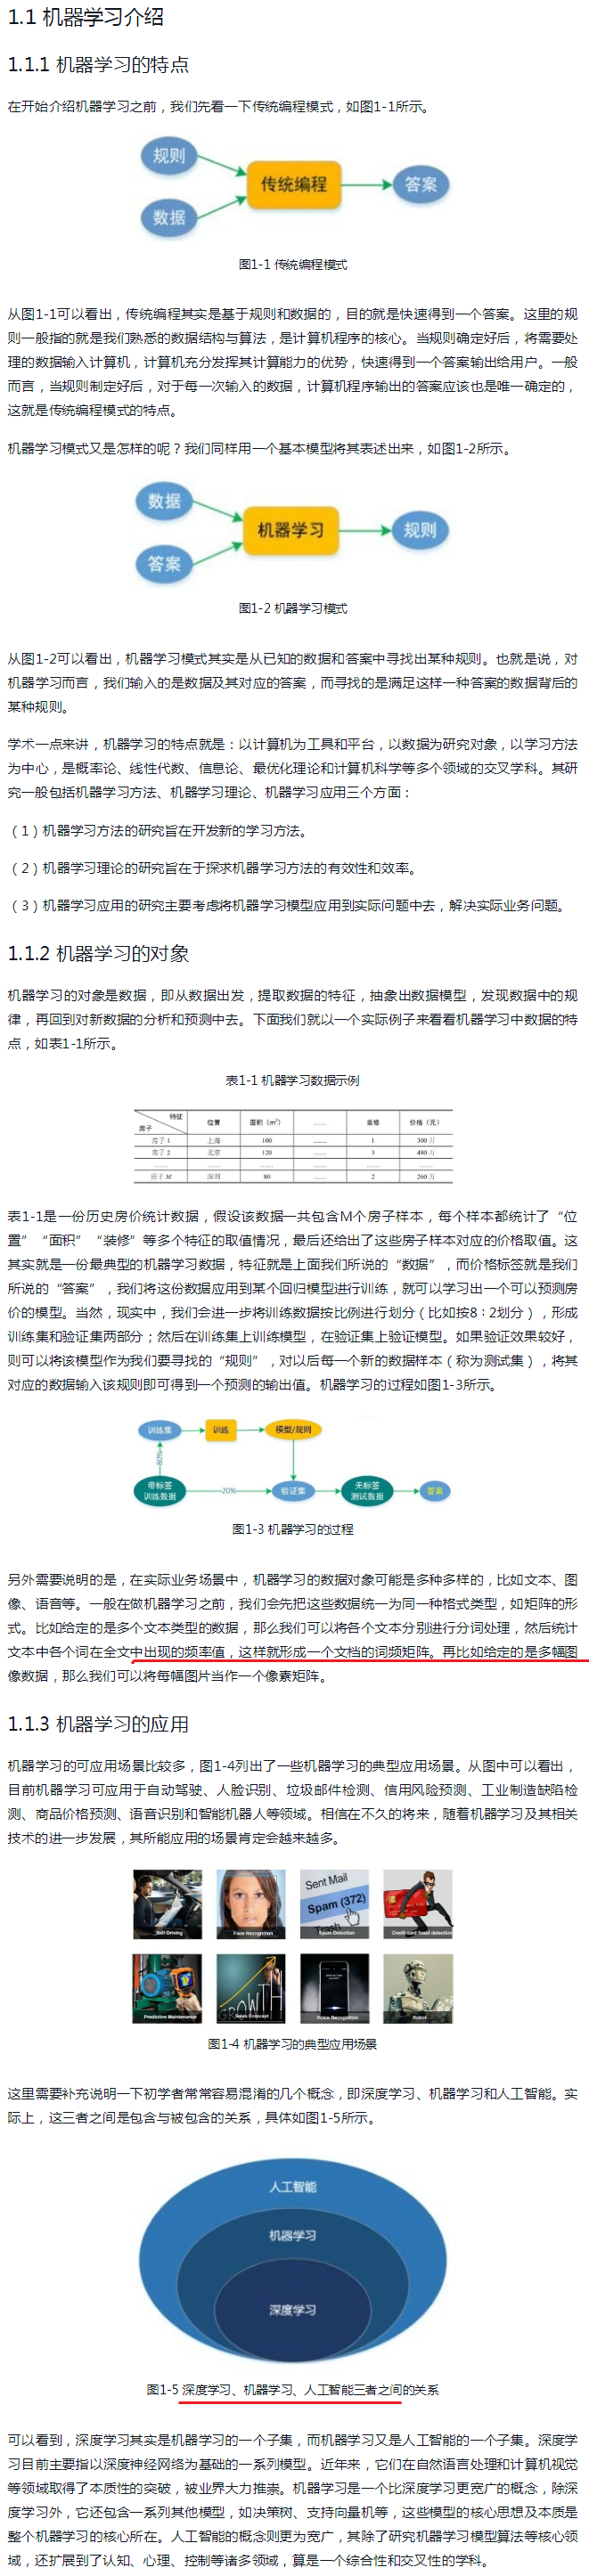 1.1 机器学习介绍
1.1.1 机器学习的特点
在开始介绍机器学习之前，我们先看一下传统编程模式，如图1-1所示。
规则
传统编程
答案
数据
图1-1 传统编程模式
从图1-1可以看出，传统编程其实是基于规则和数据的，目的就是快速得到一个答案。这里的规
则一般指的就是我们熟悉的数据结构与算法，是计算机程序的核心。当规则确定好后，将需要处
理的数据输入计算机，计算机充分发挥其计算能力的优势，快速得到一个答案输出给用户。一般
而言，当规则制定好后，对于每一次输入的数据，计算机程序输出的答案应该也是唯一确定的，
这就是传统编程模式的特点。
机器学习模式又是怎样的呢？我们同样用一个基本模型将其表述出来，如图1-2所示。
数据
机器学习
规则
答案
图1-2 机器学习模式
从图1-2可以看出，机器学习模式其实是从已知的数据和答案中寻找出某种规则。也就是说，对
机器学习而言，我们输入的是数据及其对应的答案，而寻找的是满足这样一种答案的数据背后的
某种规则。
学术一点来讲，机器学习的特点就是：以计算机为工具和平台，以数据为研究对象，以学习方法
为中心，是概率论、线性代数、信息论、最优化理论和计算机科学等多个领域的交叉学科。其研
究一般包括机器学习方法、机器学习理论、机器学习应用三个方面：
（1）机器学习方法的研究旨在开发新的学习方法。
（2）机器学习理论的研究旨在于探求机器学习方法的有效性和效率。
（3）机器学习应用的研究主要考虑将机器学习模型应用到实际问题中去，解决实际业务问题。
1.1.2 机器学习的对象
机器学习的对象是数据，即从数据出发，提取数据的特征，抽象出数据模型，发现数据中的规
律，再回到对新数据的分析和预测中去。下面我们就以一个实际例子来看看机器学习中数据的特
点，如表1-1所示。
表1-1 机器学习数据示例
特征 房子 位置 面积（m²） …… 装修 价格（元）
房子 1 上海 100 …… 1 300 万
房子 2 北京 120 …… 3 480 万
…… …… …… …… …… ……
房子 M 深圳 80 …… 2 260 万
表1-1是一份历史房价统计数据，假设该数据一共包含M个房子样本，每个样本都统计了“位
置”“面积”“装修”等多个特征的取值情况，最后还给出了这些房子样本对应的价格取值。这
其实就是一份最典型的机器学习数据，特征就是上面我们所说的“数据”，而价格标签就是我们
所说的“答案”，我们将这份数据应用到某个回归模型进行训练，就可以学习出一个可以预测房
价的模型。当然，现实中，我们会进一步将训练数据按比例进行划分（比如按8：2划分），形成
训练集和验证集两部分；然后在训练集上训练模型，在验证集上验证模型。如果验证效果较好，
则可以将该模型作为我们要寻找的“规则”，对以后每一个新的数据样本（称为测试集），将其
对应的数据输入该规则即可得到一个预测的输出值。机器学习的过程如图1-3所示。
训练集
训练
模型/规则
80%
带标签
训练数据
20%
验证集
无标签
测试数据
答案
图1-3 机器学习的过程
另外需要说明的是，在实际业务场景中，机器学习的数据对象可能是多种多样的，比如文本、图
像、语音等。一般在做机器学习之前，我们会先把这些数据统一为同一种格式类型，如矩阵的形
式。比如给定的是多个文本类型的数据，那么我们可以将各个文本分别进行分词处理，然后统计
文本中各个词在全文中出现的频率值，这样就形成一个文档的词频矩阵。再比如给定的是多幅图
像数据，那么我们可以将每幅图片当作一个像素矩阵。
1.1.3 机器学习的应用
机器学习的可应用场景比较多，图1-4列出了一些机器学习的典型应用场景。从图中可以看出，
目前机器学习可应用于自动驾驶、人脸识别、垃圾邮件检测、信用风险预测、工业制造缺陷检
测、商品价格预测、语音识别和智能机器人等领域。相信在不久的将来，随着机器学习及其相关
技术的进一步发展，其所能应用的场景肯定会越来越多。
Sent Mail
Spam (372)
Trash
Self-Driving
Face Recognition
Spam Detection
Credit card fraud detection
GROWTH
Predictive Maintenance
Sales Forecast
Voice Recognition
Robot
图1-4 机器学习的典型应用场景
这里需要补充说明一下初学者常常容易混淆的几个概念，即深度学习、机器学习和人工智能。实
际上，这三者之间是包含与被包含的关系，具体如图1-5所示。
人工智能
机器学习
深度学习
图1-5 深度学习、机器学习、人工智能三者之间的关系
可以看到，深度学习其实是机器学习的一个子集，而机器学习又是人工智能的一个子集。深度学
习目前主要指以深度神经网络为基础的一系列模型。近年来，它们在自然语言处理和计算机视觉
等领域取得了本质性的突破，被业界大力推崇。机器学习是一个比深度学习更宽广的概念，除深
度学习外，它还包含一系列其他模型，如决策树、支持向量机等，这些模型的核心思想及本质是
整个机器学习的核心所在。人工智能的概念则更为宽广，其除了研究机器学习模型算法等核心领
域，还扩展到了认知、心理、控制等诸多领域，算是一个综合性和交叉性的学科。